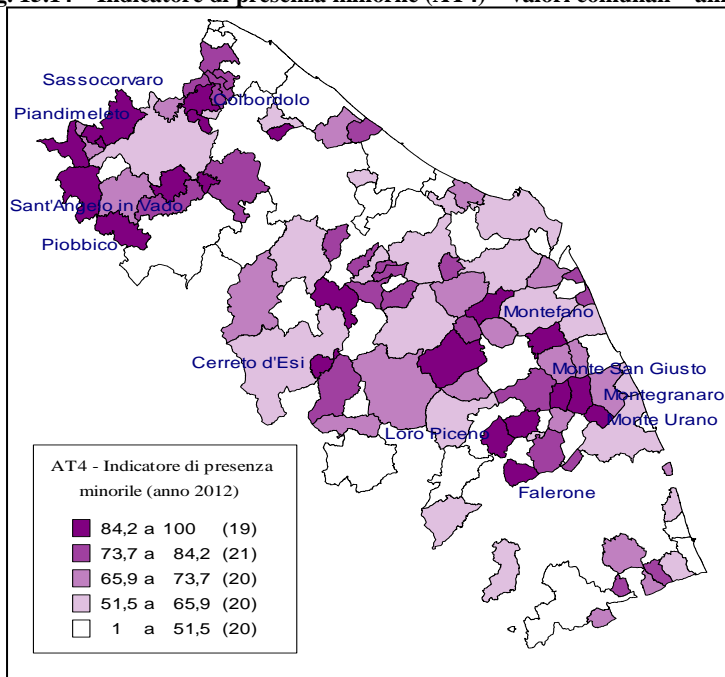 Sassocorvaro
Colbordolo
Piandimeleto
Sant'Angelo in Vado
Piobbico
Montefano
Cerreto d'Esi
Monte San Giusto
Montegranaro
Monte Urano
Loro Piceno
Falerone
AT4 - Indicatore di presenza
minorile (anno 2012)
84,2 a 100 (19)
73,7 a 84,2 (21)
65,9 a 73,7 (20)
51,5 a 65,9 (20)
1 a 51,5 (20)